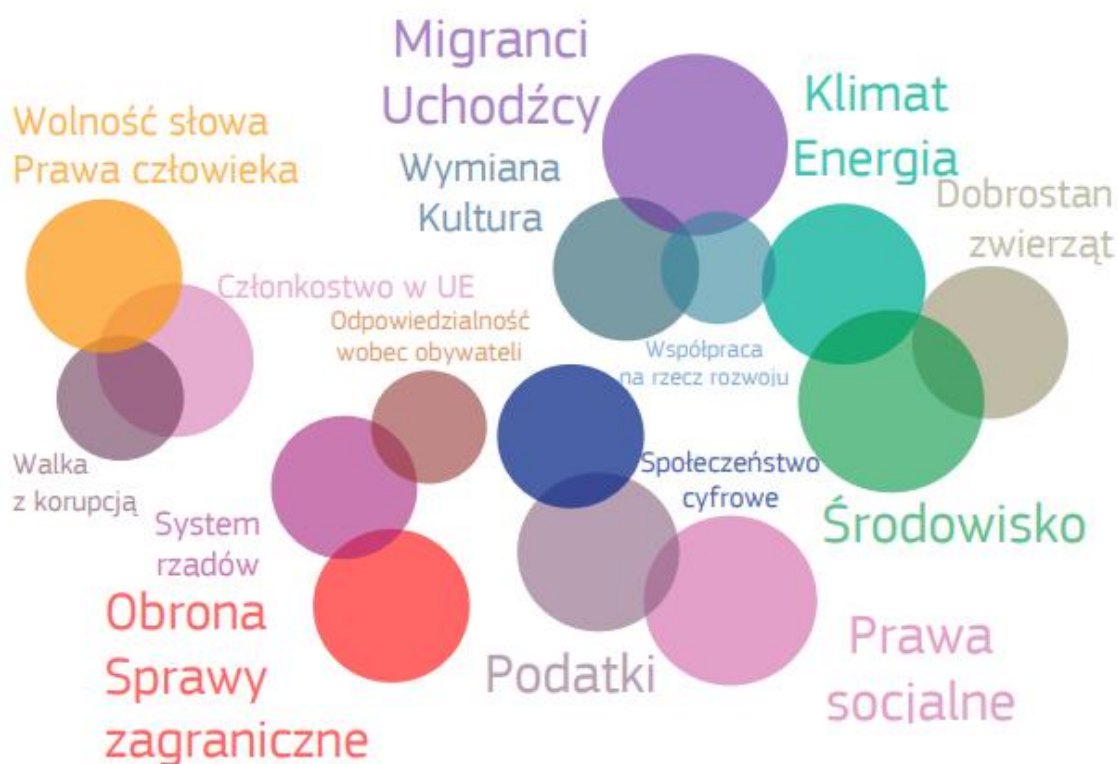 Migranci
Uchodźcy
Klimat
Energia
Wolność słowa
Prawa człowieka
Wymiana
Kultura
Dobrostan
zwierząt
Członkostwo w UE
Odpowiedzialność
wobec obywateli
Współpraca
na rzecz rozwoju
Walka
z korupcją
Społeczeństwo
cyfrowe
System
rządów
Środowisko
Obrona
Sprawy
zagraniczne
Podatki
Prawa
socjalne